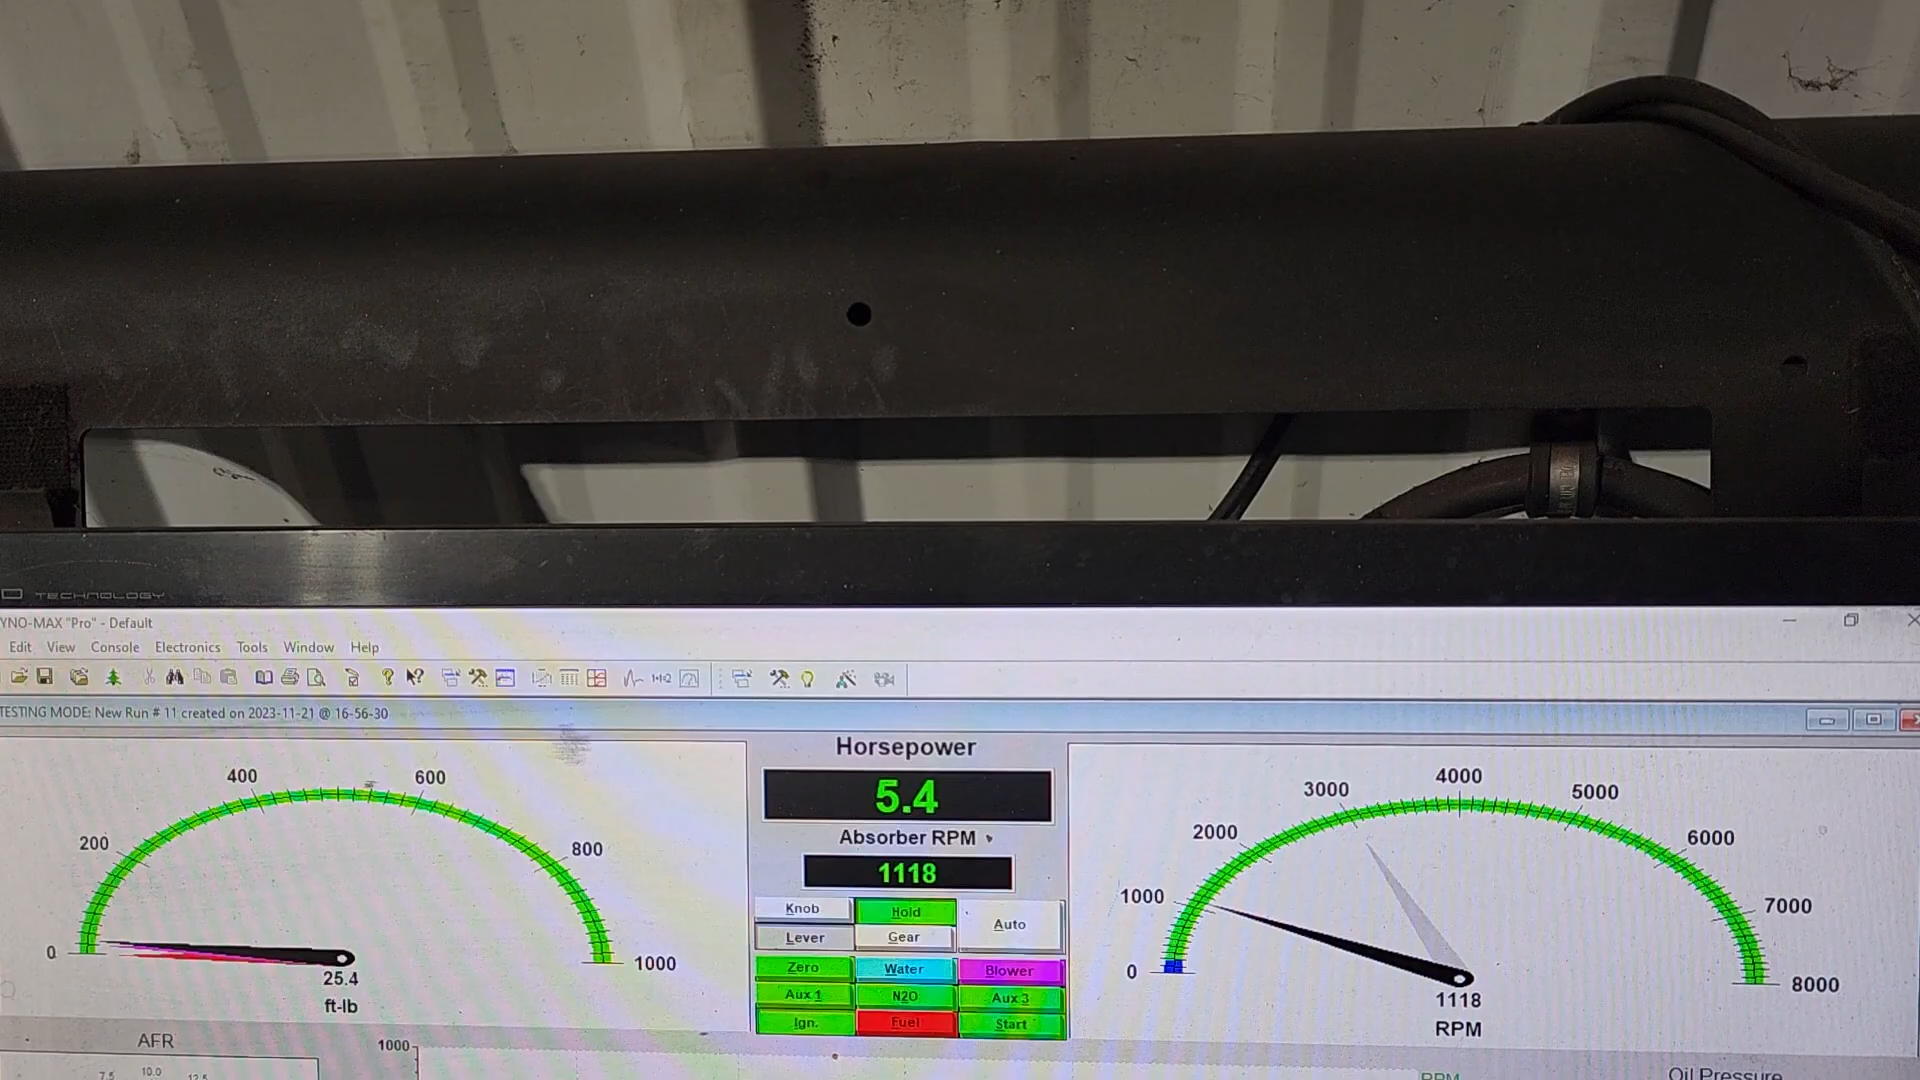 TECHNOLOGY
YNO-MAX "Pro" - Default
Edit View Console Electronics Tools Window Help
TESTING MODE: New Run # 11 created on 2023-11-21 @ 16-56-30
0 200 400 600 800 1000
25.4
ft-lb
Horsepower
5.4
Absorber RPM
1118
Knob Hold Auto
Lever Gear
Zero Water Blower
Aux 1 N2O Aux 3
Ign. Fuel Start
0 1000 2000 3000 4000 5000 6000 7000 8000
1118
RPM
AFR
7.5 10.0 12.5
1000
RPM
Oil Pressure